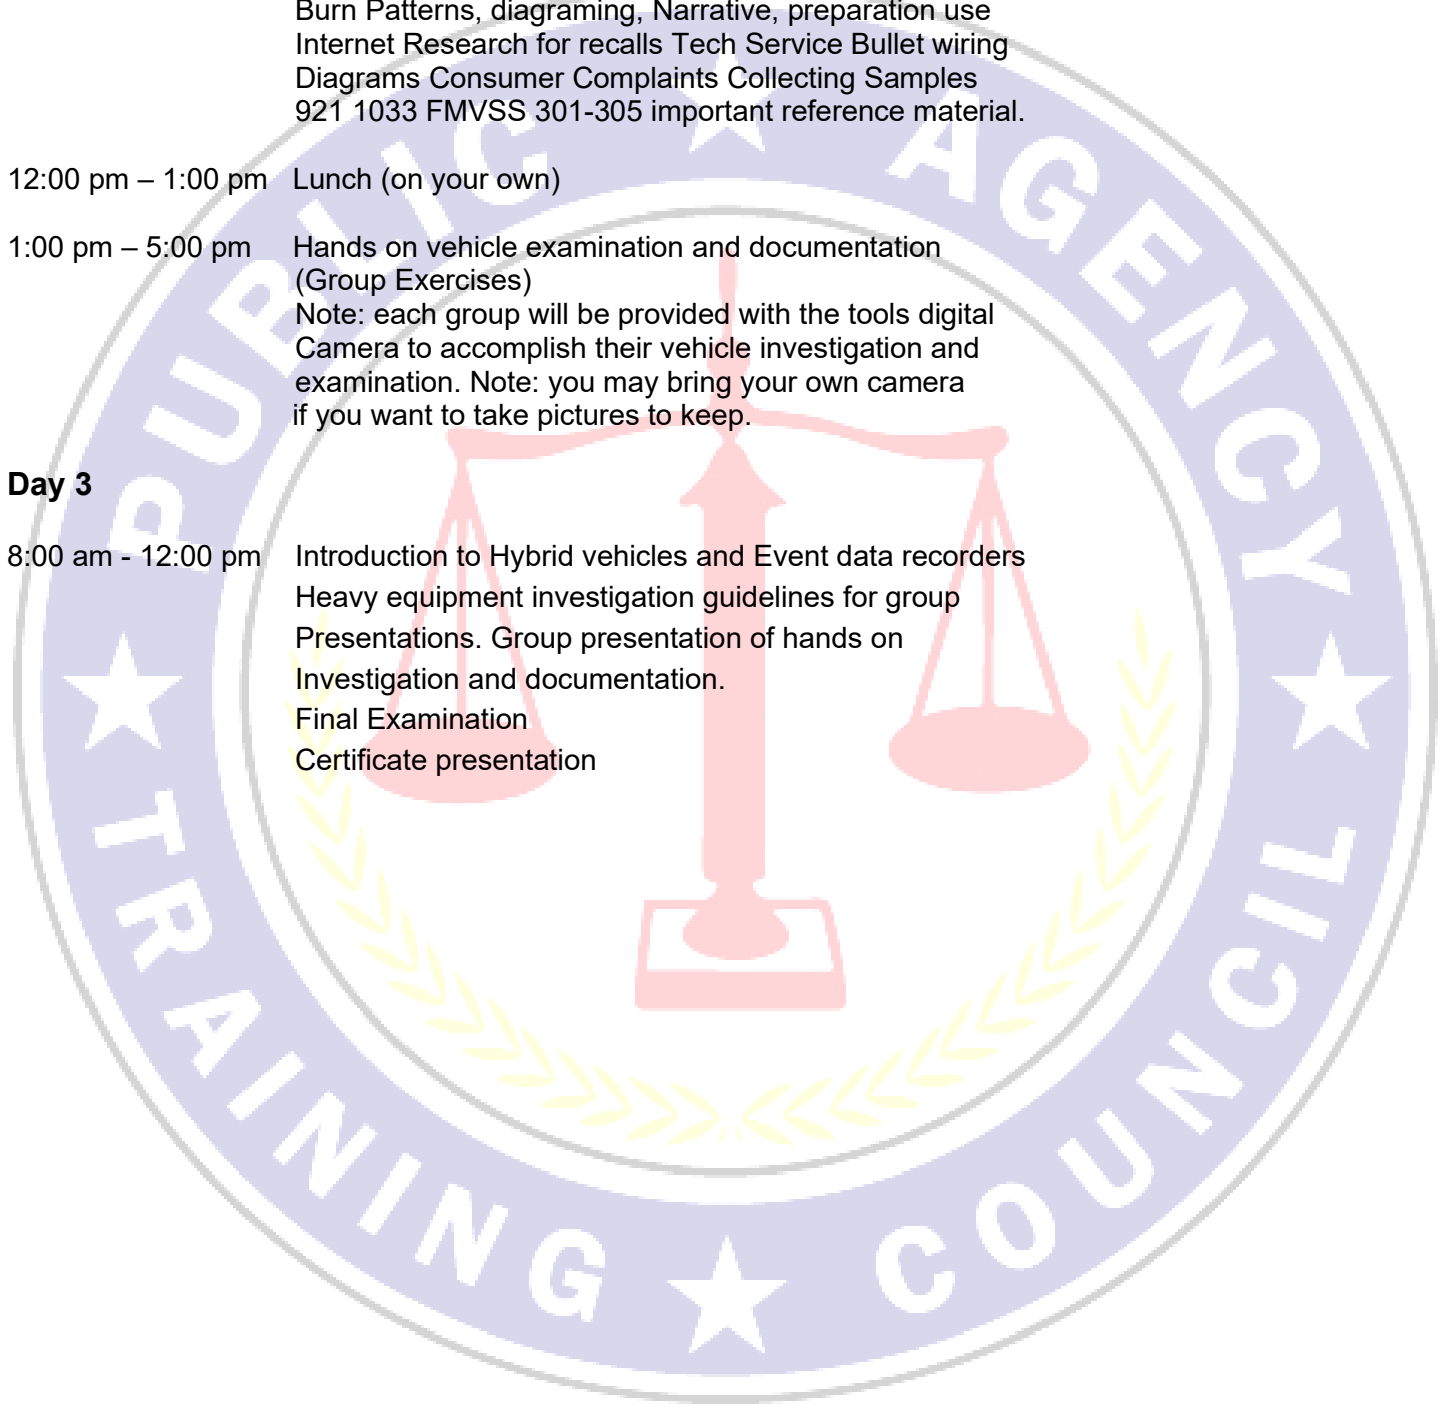 Burn Patterns, diagraming, Narrative, preparation use
Internet Research for recalls Tech Service Bullet wiring
Diagrams Consumer Complaints Collecting Samples
921 1033 FMVSS 301-305 important reference material.
12:00 pm – 1:00 pm Lunch (on your own)
1:00 pm – 5:00 pm Hands on vehicle examination and documentation
(Group Exercises)
Note: each group will be provided with the tools digital
Camera to accomplish their vehicle investigation and
examination. Note: you may bring your own camera
if you want to take pictures to keep.
Day 3
8:00 am - 12:00 pm Introduction to Hybrid vehicles and Event data recorders
Heavy equipment investigation guidelines for group
Presentations. Group presentation of hands on
Investigation and documentation.
Final Examination
Certificate presentation
PUBLIC AGENCY
TRAINING COUNCIL